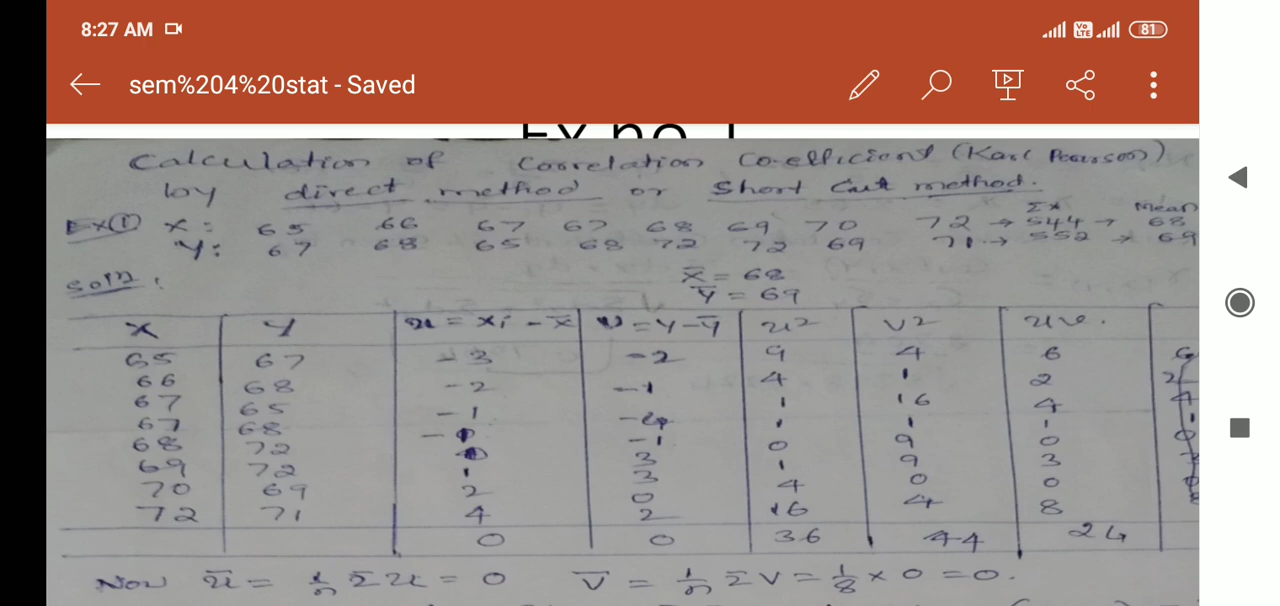 8:27 AM Vo LTE 81
sem%204%20stat - Saved
Ex no 1
Calculation of Correlation Co-efficient (Karl Pearson)
by direct method or Short Cut method.
Σx Mean
Ex① x : 65 66 67 67 68 69 70 72 → 544 → 68
Y : 67 68 65 68 72 72 69 71 → 552 → 69
Soln : x̄ = 68
ȳ = 69
X Y u = xi - x̄ v = Y - ȳ u² v² uv.
65 67 -3 -2 9 4 6
66 68 -2 -1 4 1 2
67 65 -1 -4 1 16 4
67 68 -1 -1 1 1 1
68 72 0 3 0 9 0
69 72 1 3 1 9 3
70 69 2 0 4 0 0
72 71 4 2 16 4 8
0 0 36 44 24
Now ū = 1/n Σu = 0 v̄ = 1/n Σv = 1/8 x 0 = 0.